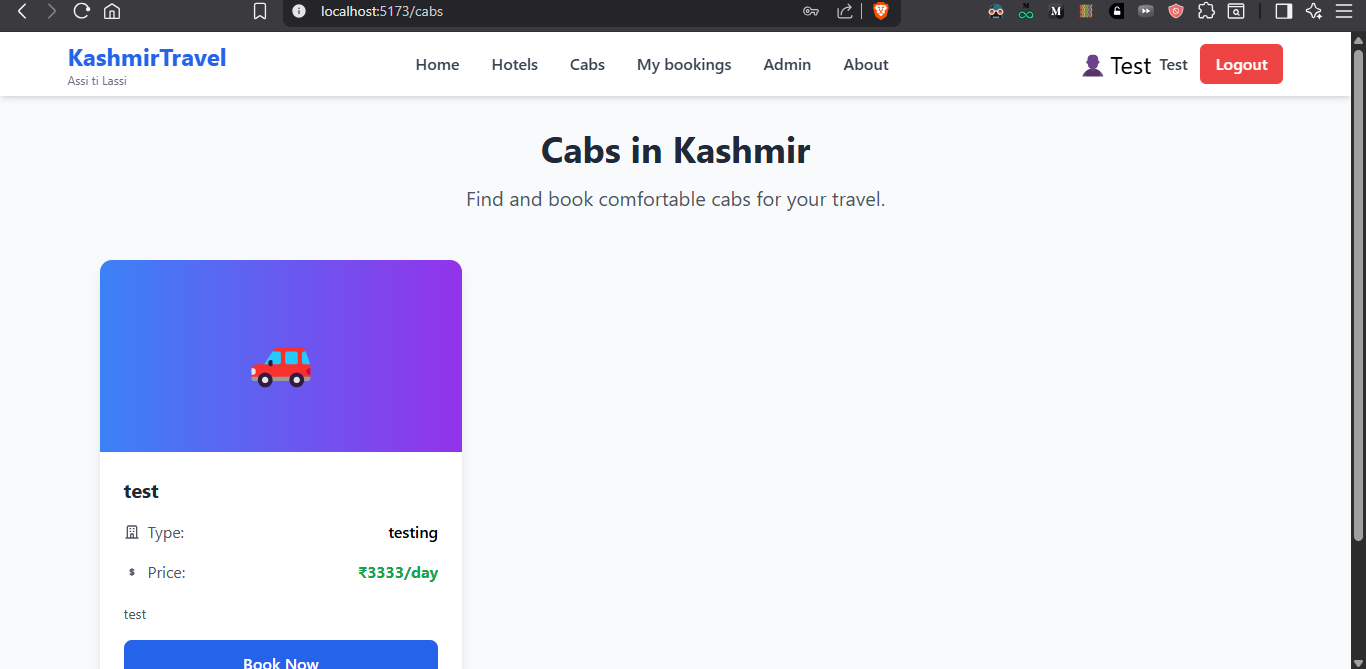 localhost:5173/cabs
KashmirTravel
Assi ti Lassi
Home Hotels Cabs My bookings Admin About
Test Test Logout
Cabs in Kashmir
Find and book comfortable cabs for your travel.
test
Type: testing
$ Price: ₹3333/day
test
Book Now